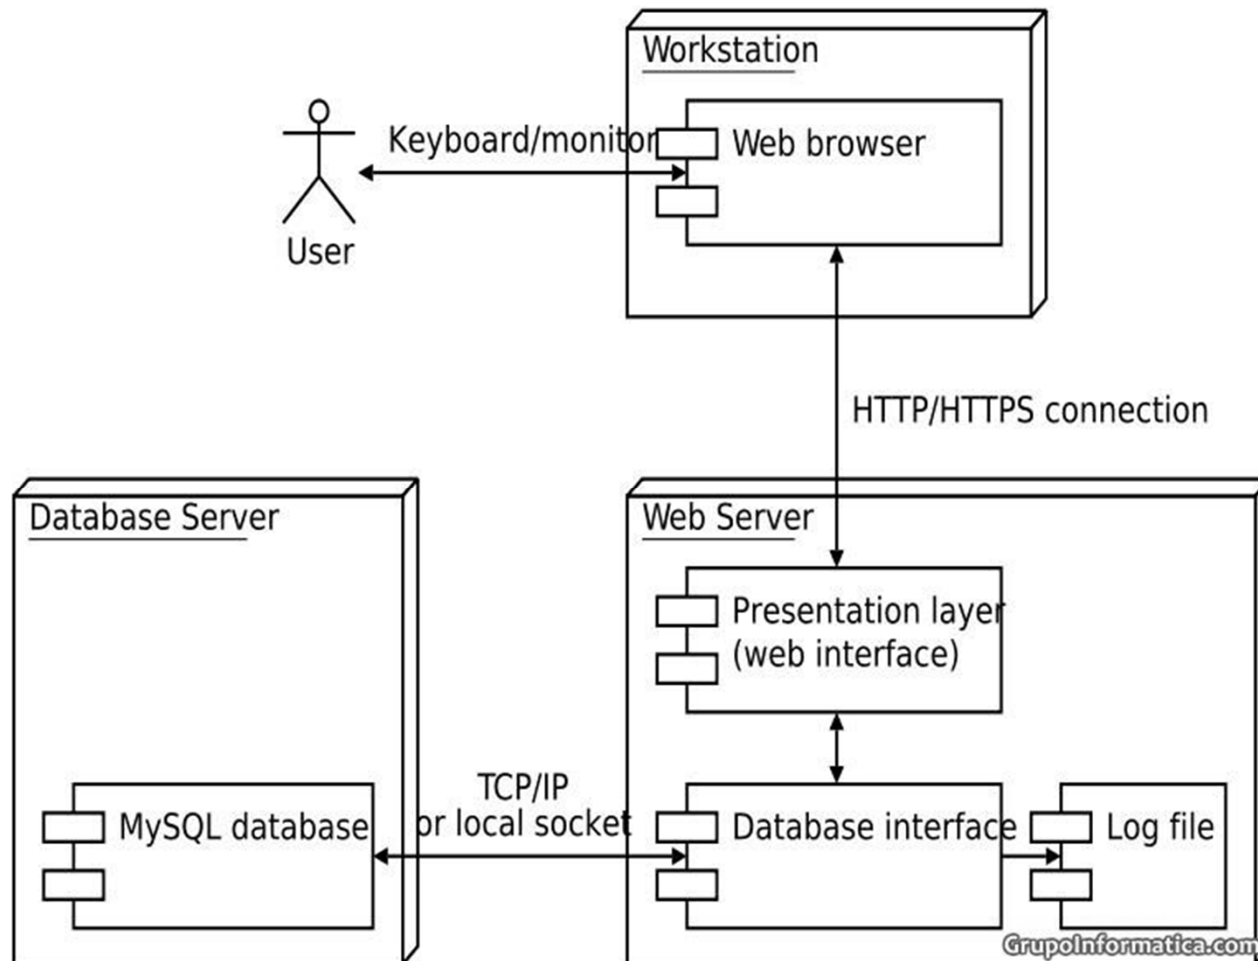 Workstation
Keyboard/monitor
Web browser
User
HTTP/HTTPS connection
Database Server
Web Server
Presentation layer
(web interface)
TCP/IP
or local socket
MySQL database
Database interface
Log file
GrupoInformatica.com